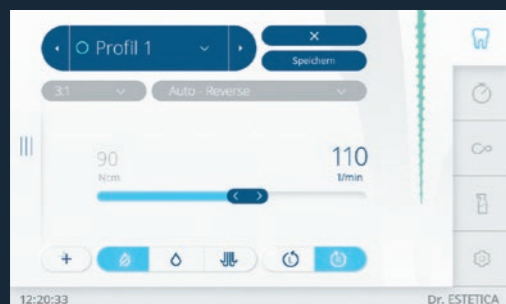 Profil 1
Speichern
3:1
Auto - Reverse
90
Ncm
110
1/min
L
R
12:20:33
Dr. ESTETICA